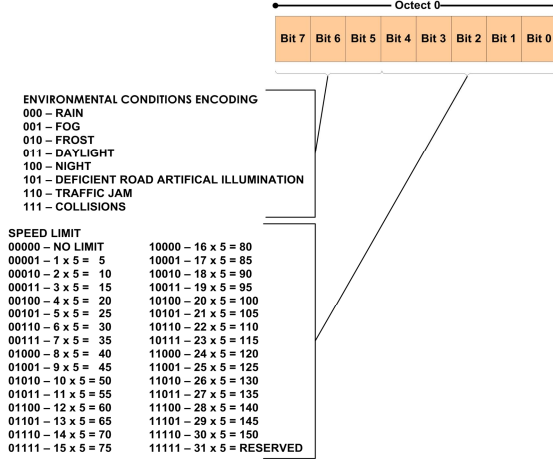 Octect 0
Bit 7 Bit 6 Bit 5 Bit 4 Bit 3 Bit 2 Bit 1 Bit 0
ENVIRONMENTAL CONDITIONS ENCODING
000 – RAIN
001 – FOG
010 – FROST
011 – DAYLIGHT
100 – NIGHT
101 – DEFICIENT ROAD ARTIFICAL ILLUMINATION
110 – TRAFFIC JAM
111 – COLLISIONS
SPEED LIMIT
00000 – NO LIMIT 10000 – 16 x 5 = 80
00001 – 1 x 5 = 5 10001 – 17 x 5 = 85
00010 – 2 x 5 = 10 10010 – 18 x 5 = 90
00011 – 3 x 5 = 15 10011 – 19 x 5 = 95
00100 – 4 x 5 = 20 10100 – 20 x 5 = 100
00101 – 5 x 5 = 25 10101 – 21 x 5 = 105
00110 – 6 x 5 = 30 10110 – 22 x 5 = 110
00111 – 7 x 5 = 35 10111 – 23 x 5 = 115
01000 – 8 x 5 = 40 11000 – 24 x 5 = 120
01001 – 9 x 5 = 45 11001 – 25 x 5 = 125
01010 – 10 x 5 = 50 11010 – 26 x 5 = 130
01011 – 11 x 5 = 55 11011 – 27 x 5 = 135
01100 – 12 x 5 = 60 11100 – 28 x 5 = 140
01101 – 13 x 5 = 65 11101 – 29 x 5 = 145
01110 – 14 x 5 = 70 11110 – 30 x 5 = 150
01111 – 15 x 5 = 75 11111 – 31 x 5 = RESERVED